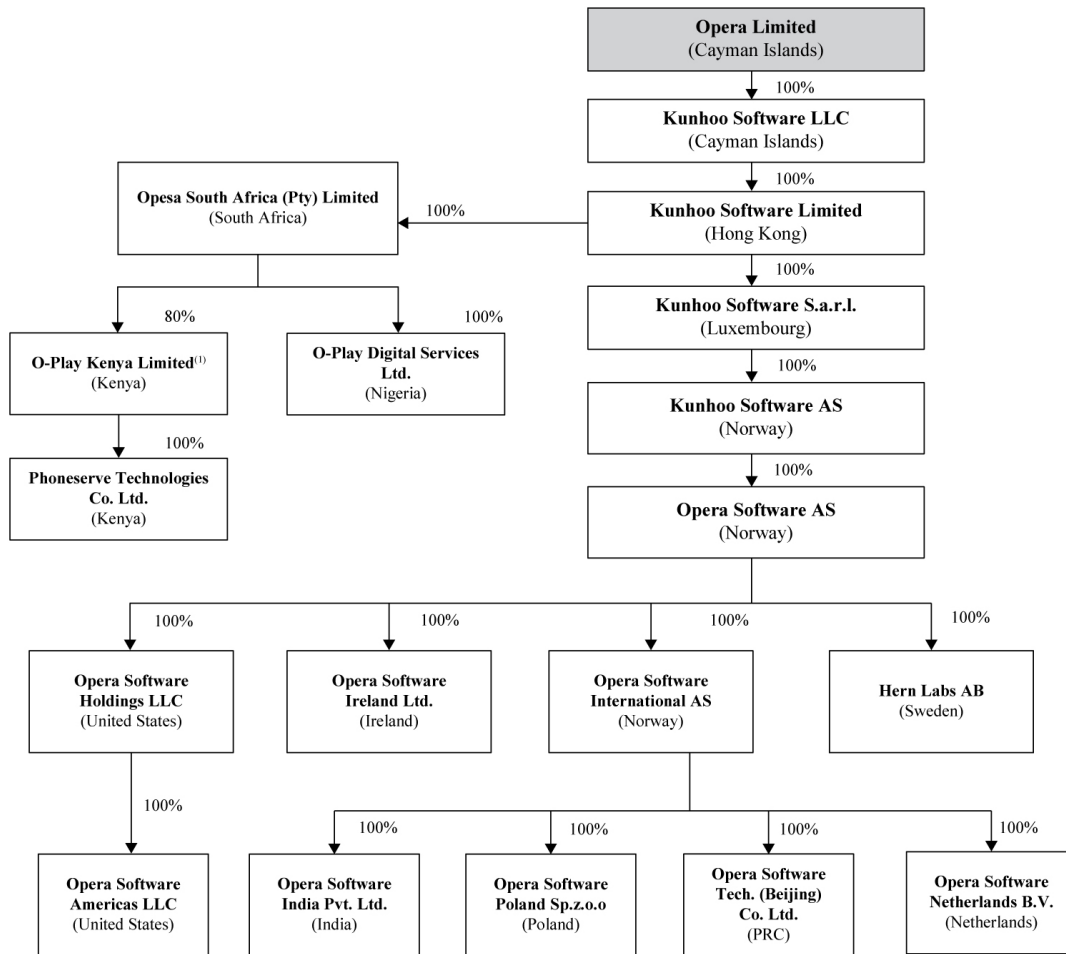 Opera Limited
(Cayman Islands)
100%
Kunhoo Software LLC
(Cayman Islands)
100%
Opesa South Africa (Pty) Limited
(South Africa)
100%
Kunhoo Software Limited
(Hong Kong)
100%
Kunhoo Software S.a.r.l.
(Luxembourg)
80%
100%
O-Play Kenya Limited(1)
(Kenya)
O-Play Digital Services
Ltd.
(Nigeria)
100%
Kunhoo Software AS
(Norway)
100%
Phoneserve Technologies
Co. Ltd.
(Kenya)
100%
Opera Software AS
(Norway)
100%
100%
100%
100%
Opera Software
Holdings LLC
(United States)
Opera Software
Ireland Ltd.
(Ireland)
Opera Software
International AS
(Norway)
Hern Labs AB
(Sweden)
100%
100%
100%
100%
100%
Opera Software
Americas LLC
(United States)
Opera Software
India Pvt. Ltd.
(India)
Opera Software
Poland Sp.z.o.o
(Poland)
Opera Software
Tech. (Beijing)
Co. Ltd.
(PRC)
Opera Software
Netherlands B.V.
(Netherlands)